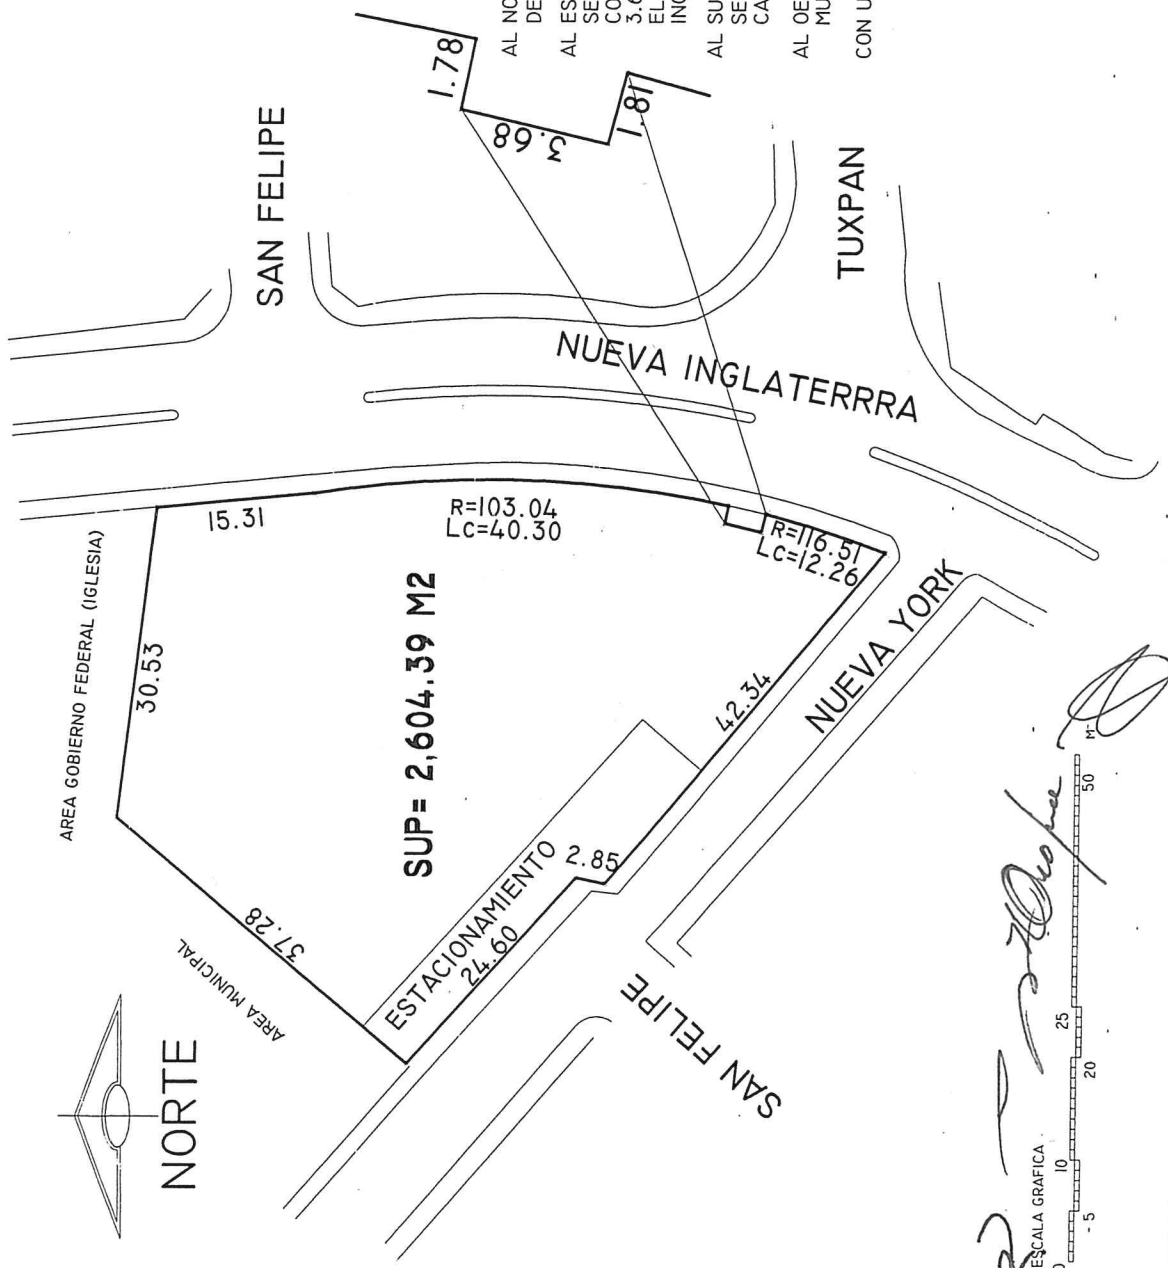 NORTE
AREA GOBIERNO FEDERAL (IGLESIA)
AREA MUNICIPAL
30.53
37.28
15.31
R=103.04
Lc=40.30
R=116.51
Lc=12.26
SUP= 2,604.39 M2
ESTACIONAMIENTO
24.60
2.85
42.34
NUEVA YORK
SAN FELIPE
NUEVA INGLATERRRA
SAN FELIPE
TUXPAN
1.78
3.68
1.81
AL NO
DE
AL ES
SE
CO
3.6
EL
INC
AL SU
SE
CA
AL OE
MU
CON U
ESCALA GRAFICA
5
10
20
25
50